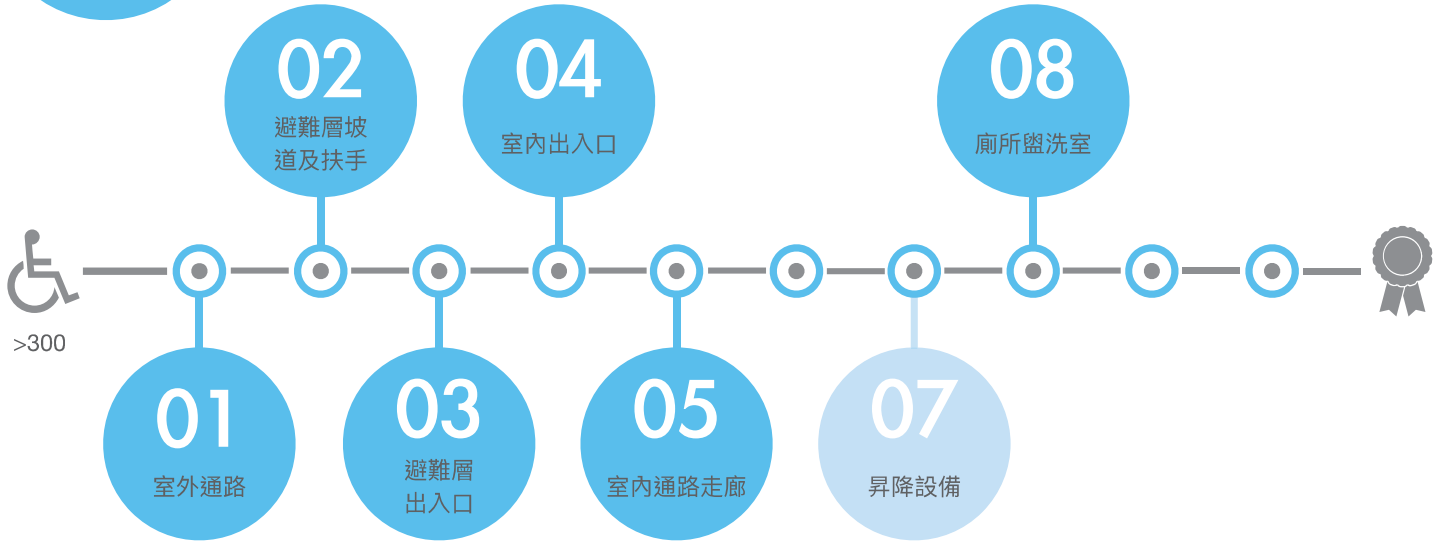 02
避難層坡
道及扶手
04
室內出入口
08
廁所盥洗室
>300
01
室外通路
03
避難層
出入口
05
室內通路走廊
07
昇降設備